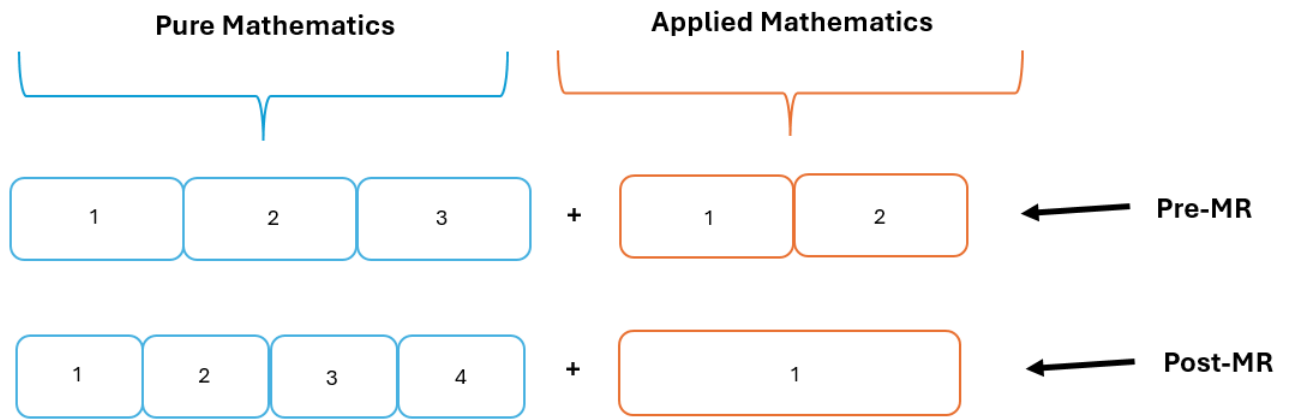 Pure Mathematics Applied Mathematics
1 2 3 + 1 2 Pre-MR
1 2 3 4 + 1 Post-MR